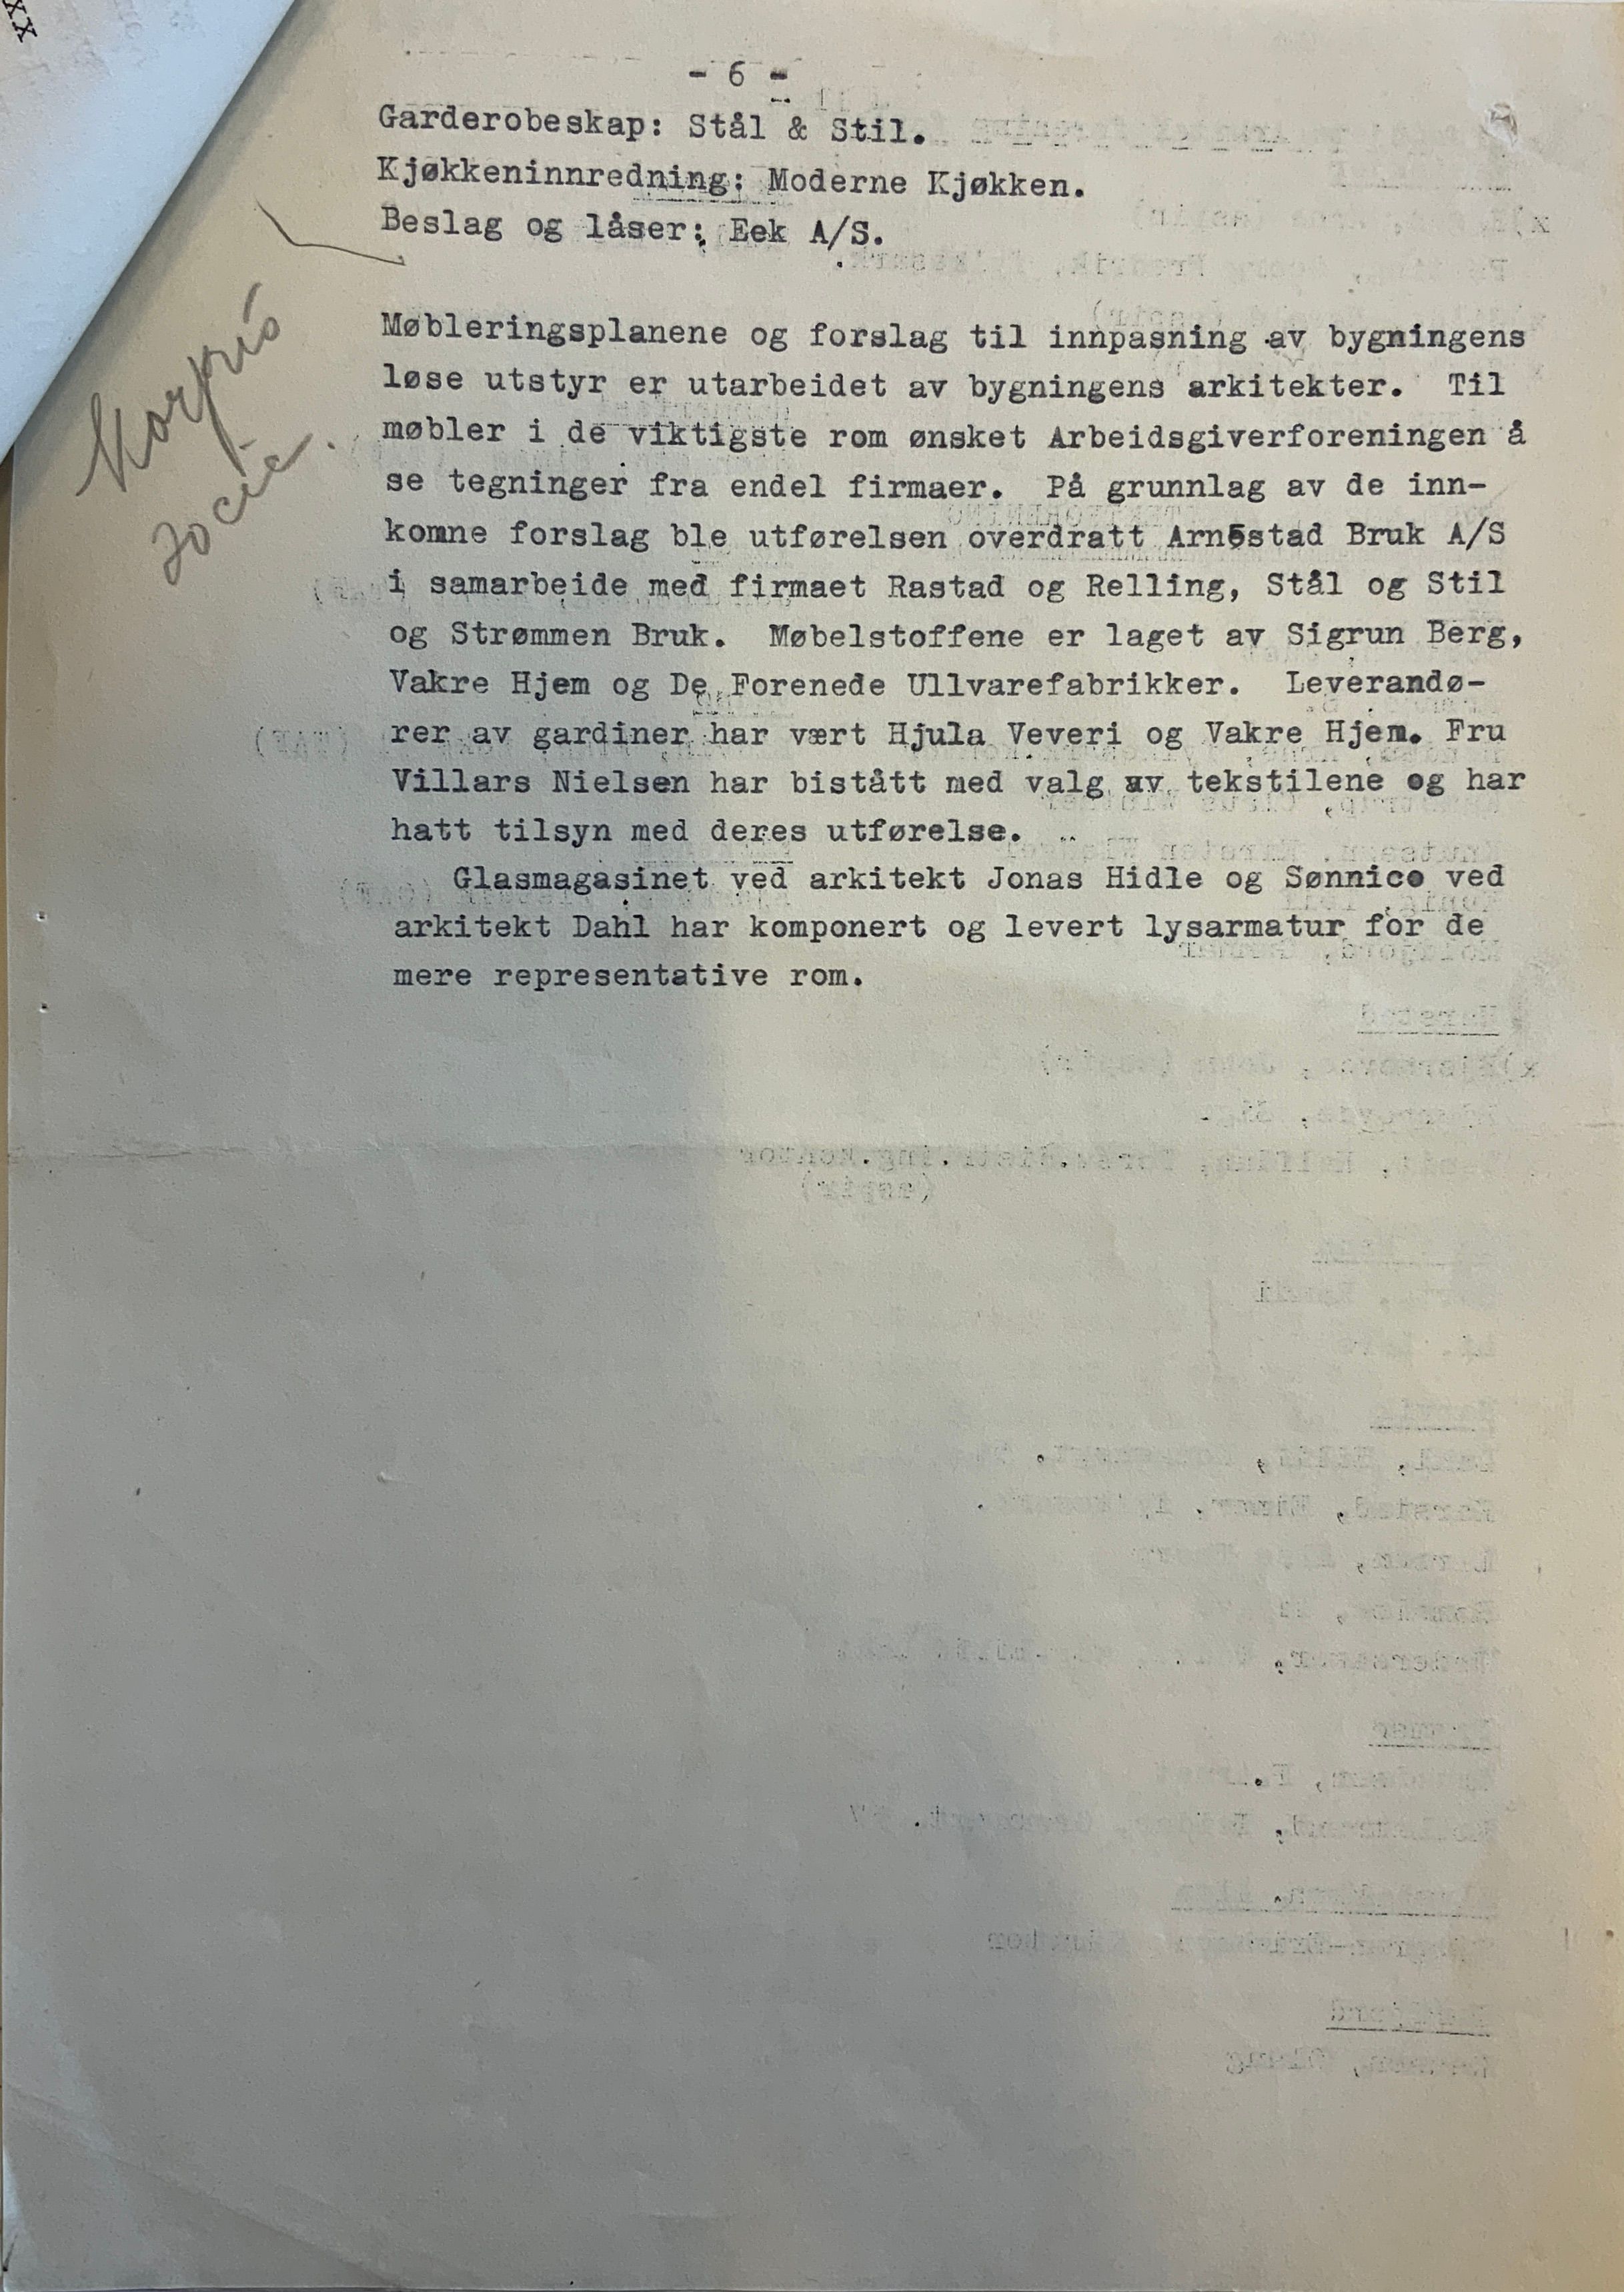 xx
- 6 -
Garderobeskap: Stål & Stil.
Kjøkkeninnredning: Moderne Kjøkken.
Beslag og låser: Eek A/S.
Korpus
Møbleringsplanene og forslag til innpasning av bygningens
løse utstyr er utarbeidet av bygningens arkitekter. Til
møbler i de viktigste rom ønsket Arbeidsgiverforeningen å
se tegninger fra endel firmaer. På grunnlag av de inn-
komne forslag ble utførelsen overdratt Arnestad Bruk A/S
i samarbeide med firmaet Rastad og Relling, Stål og Stil
og Strømmen Bruk. Møbelstoffene er laget av Sigrun Berg,
Vakre Hjem og De Forenede Ullvarefabrikker. Leverandø-
rer av gardiner har vært Hjula Veveri og Vakre Hjem. Fru
Villars Nielsen har bistått med valg av tekstilene og har
hatt tilsyn med deres utførelse.
Glasmagasinet ved arkitekt Jonas Hidle og Sønnico ved
arkitekt Dahl har komponert og levert lysarmatur for de
mere representative rom.